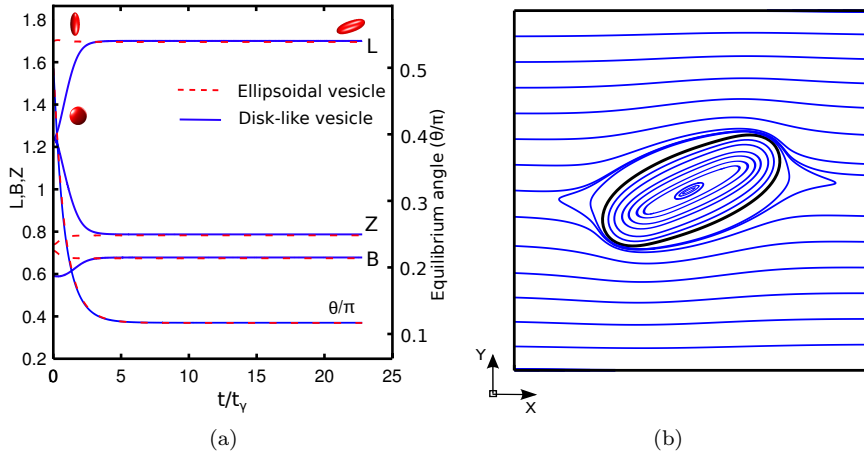 1.8
1.6
1.4
1.2
1
0.8
0.6
0.4
0.2
L,B,Z
L
Ellipsoidal vesicle
Disk-like vesicle
Z
B
θ/π
0.5
0.4
0.3
0.2
0.1
Equilibrium angle (θ/π)
0 5 10 15 20 25
t/tγ
(a)
Y
X
(b)